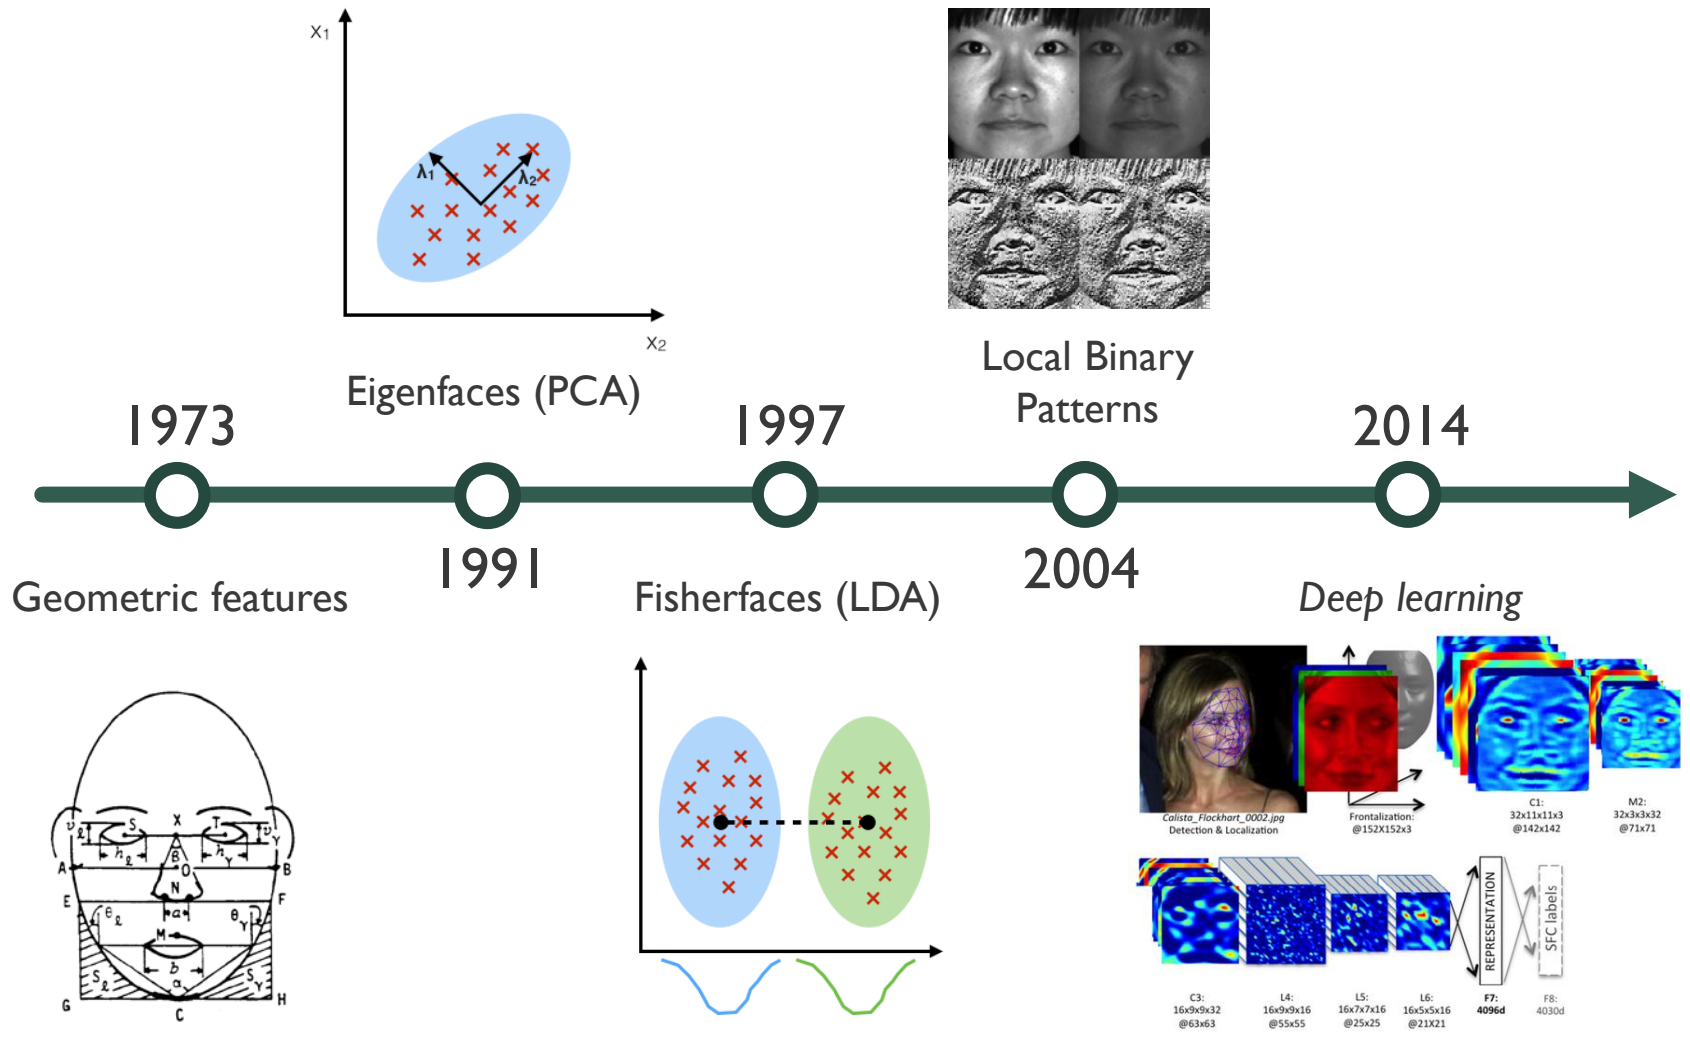 X1
λ1
λ2
X2
Eigenfaces (PCA)
Local Binary
Patterns
1973
1997
2014
1991
2004
Geometric features
Fisherfaces (LDA)
Deep learning
S
X
T
B
h
h
A
O
B
N
E
a
F
θ
θ
M
b
S
S
G
H
C
Calista_Flockhart_0002.jpg
Detection & Localization
Frontalization:
@152X152x3
C1:
32x11x11x3
@142x142
M2:
32x3x3x32
@71x71
REPRESENTATION
SFC labels
C3:
16x9x9x32
@63x63
L4:
16x9x9x16
@55x55
L5:
16x7x7x16
@25x25
L6:
16x5x5x16
@21X21
F7:
4096d
F8:
4030d